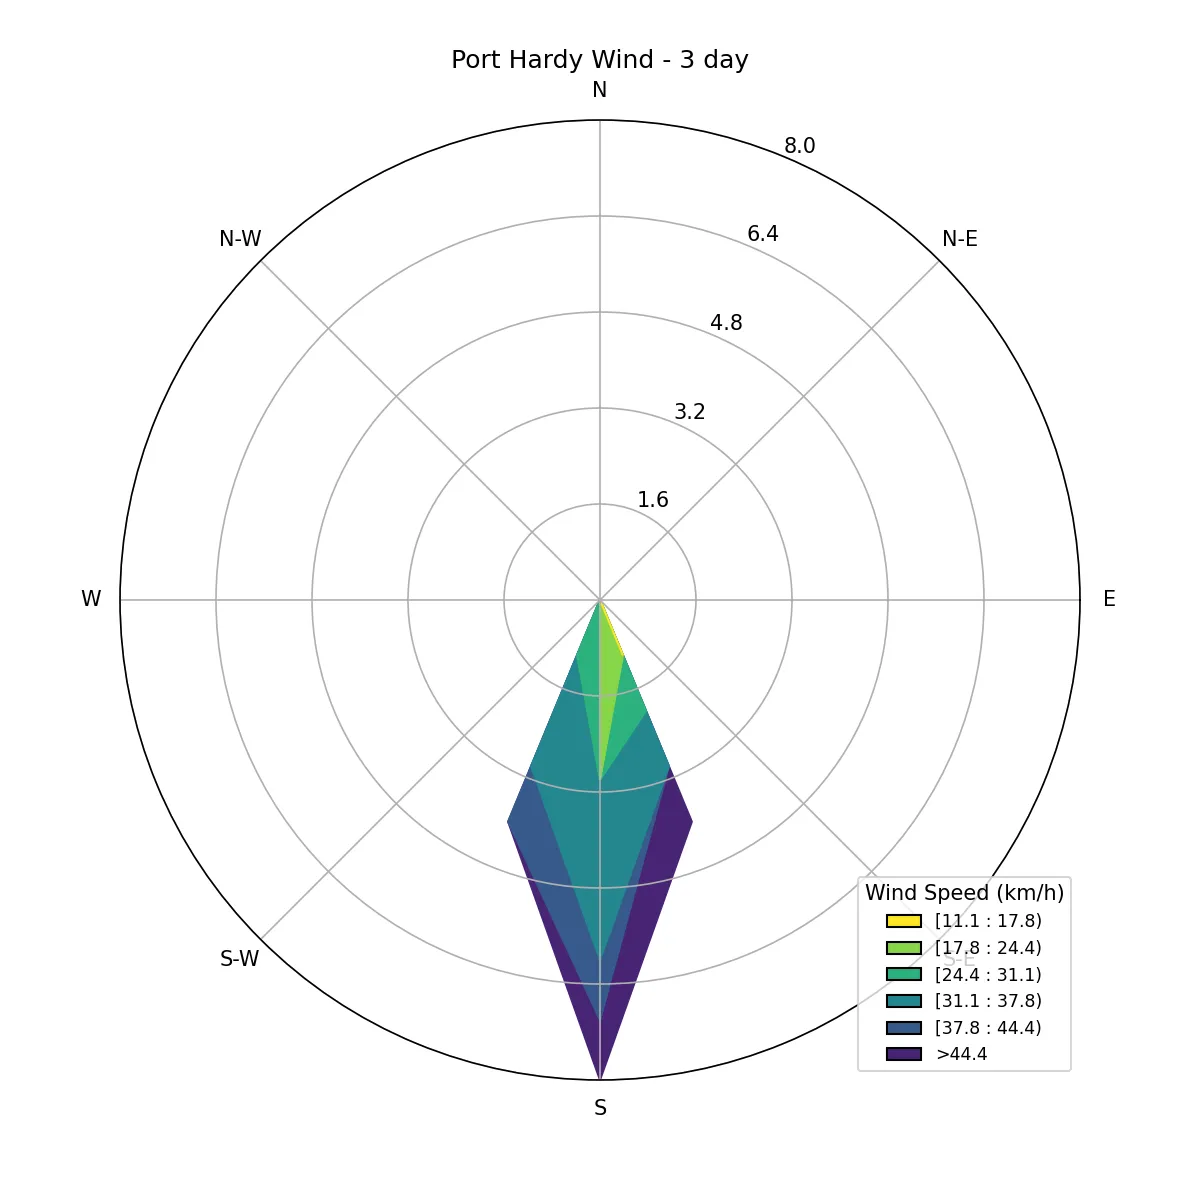 Port Hardy Wind - 3 day
N
8.0
N-W
N-E
6.4
4.8
3.2
1.6
W
E
Wind Speed (km/h)
[11.1 : 17.8)
[17.8 : 24.4)
S-W
S-E
[24.4 : 31.1)
[31.1 : 37.8)
[37.8 : 44.4)
>44.4
S